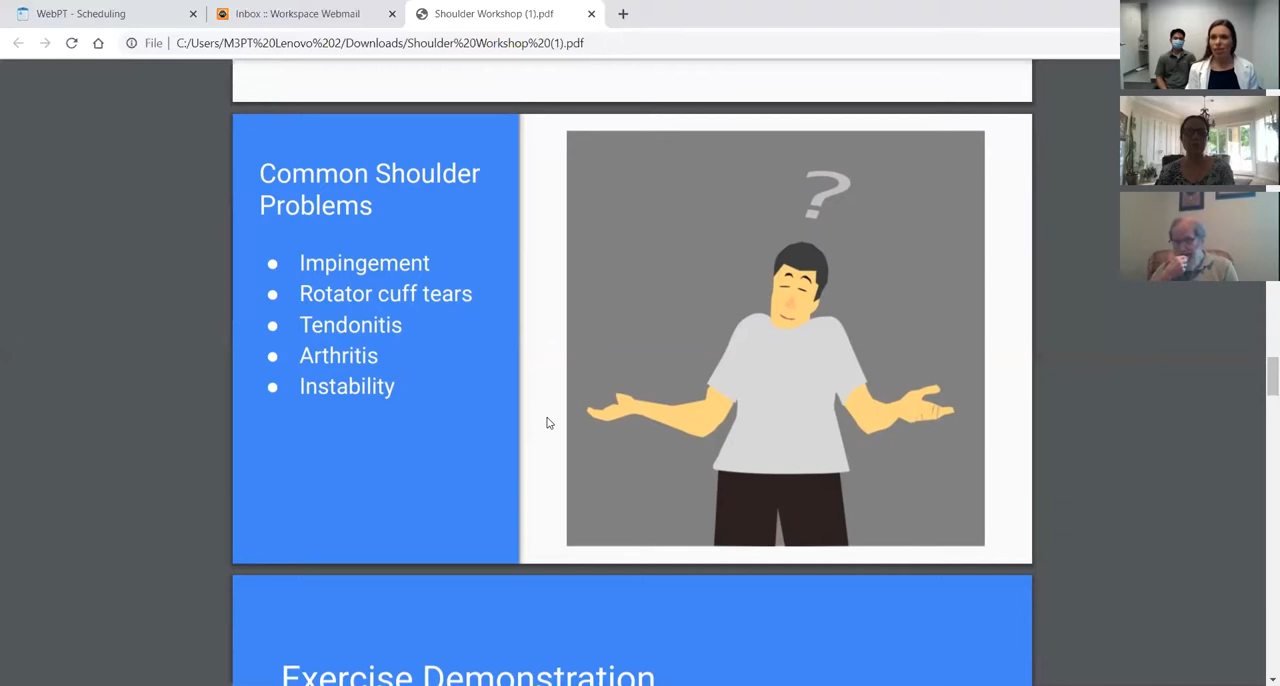 WebPT - Scheduling
Inbox :: Workspace Webmail
Shoulder Workshop (1).pdf
File
C:/Users/M3PT%20Lenovo%202/Downloads/Shoulder%20Workshop%20(1).pdf
Common Shoulder
Problems
● Impingement
● Rotator cuff tears
● Tendonitis
● Arthritis
● Instability
?
Exercise Demonstration